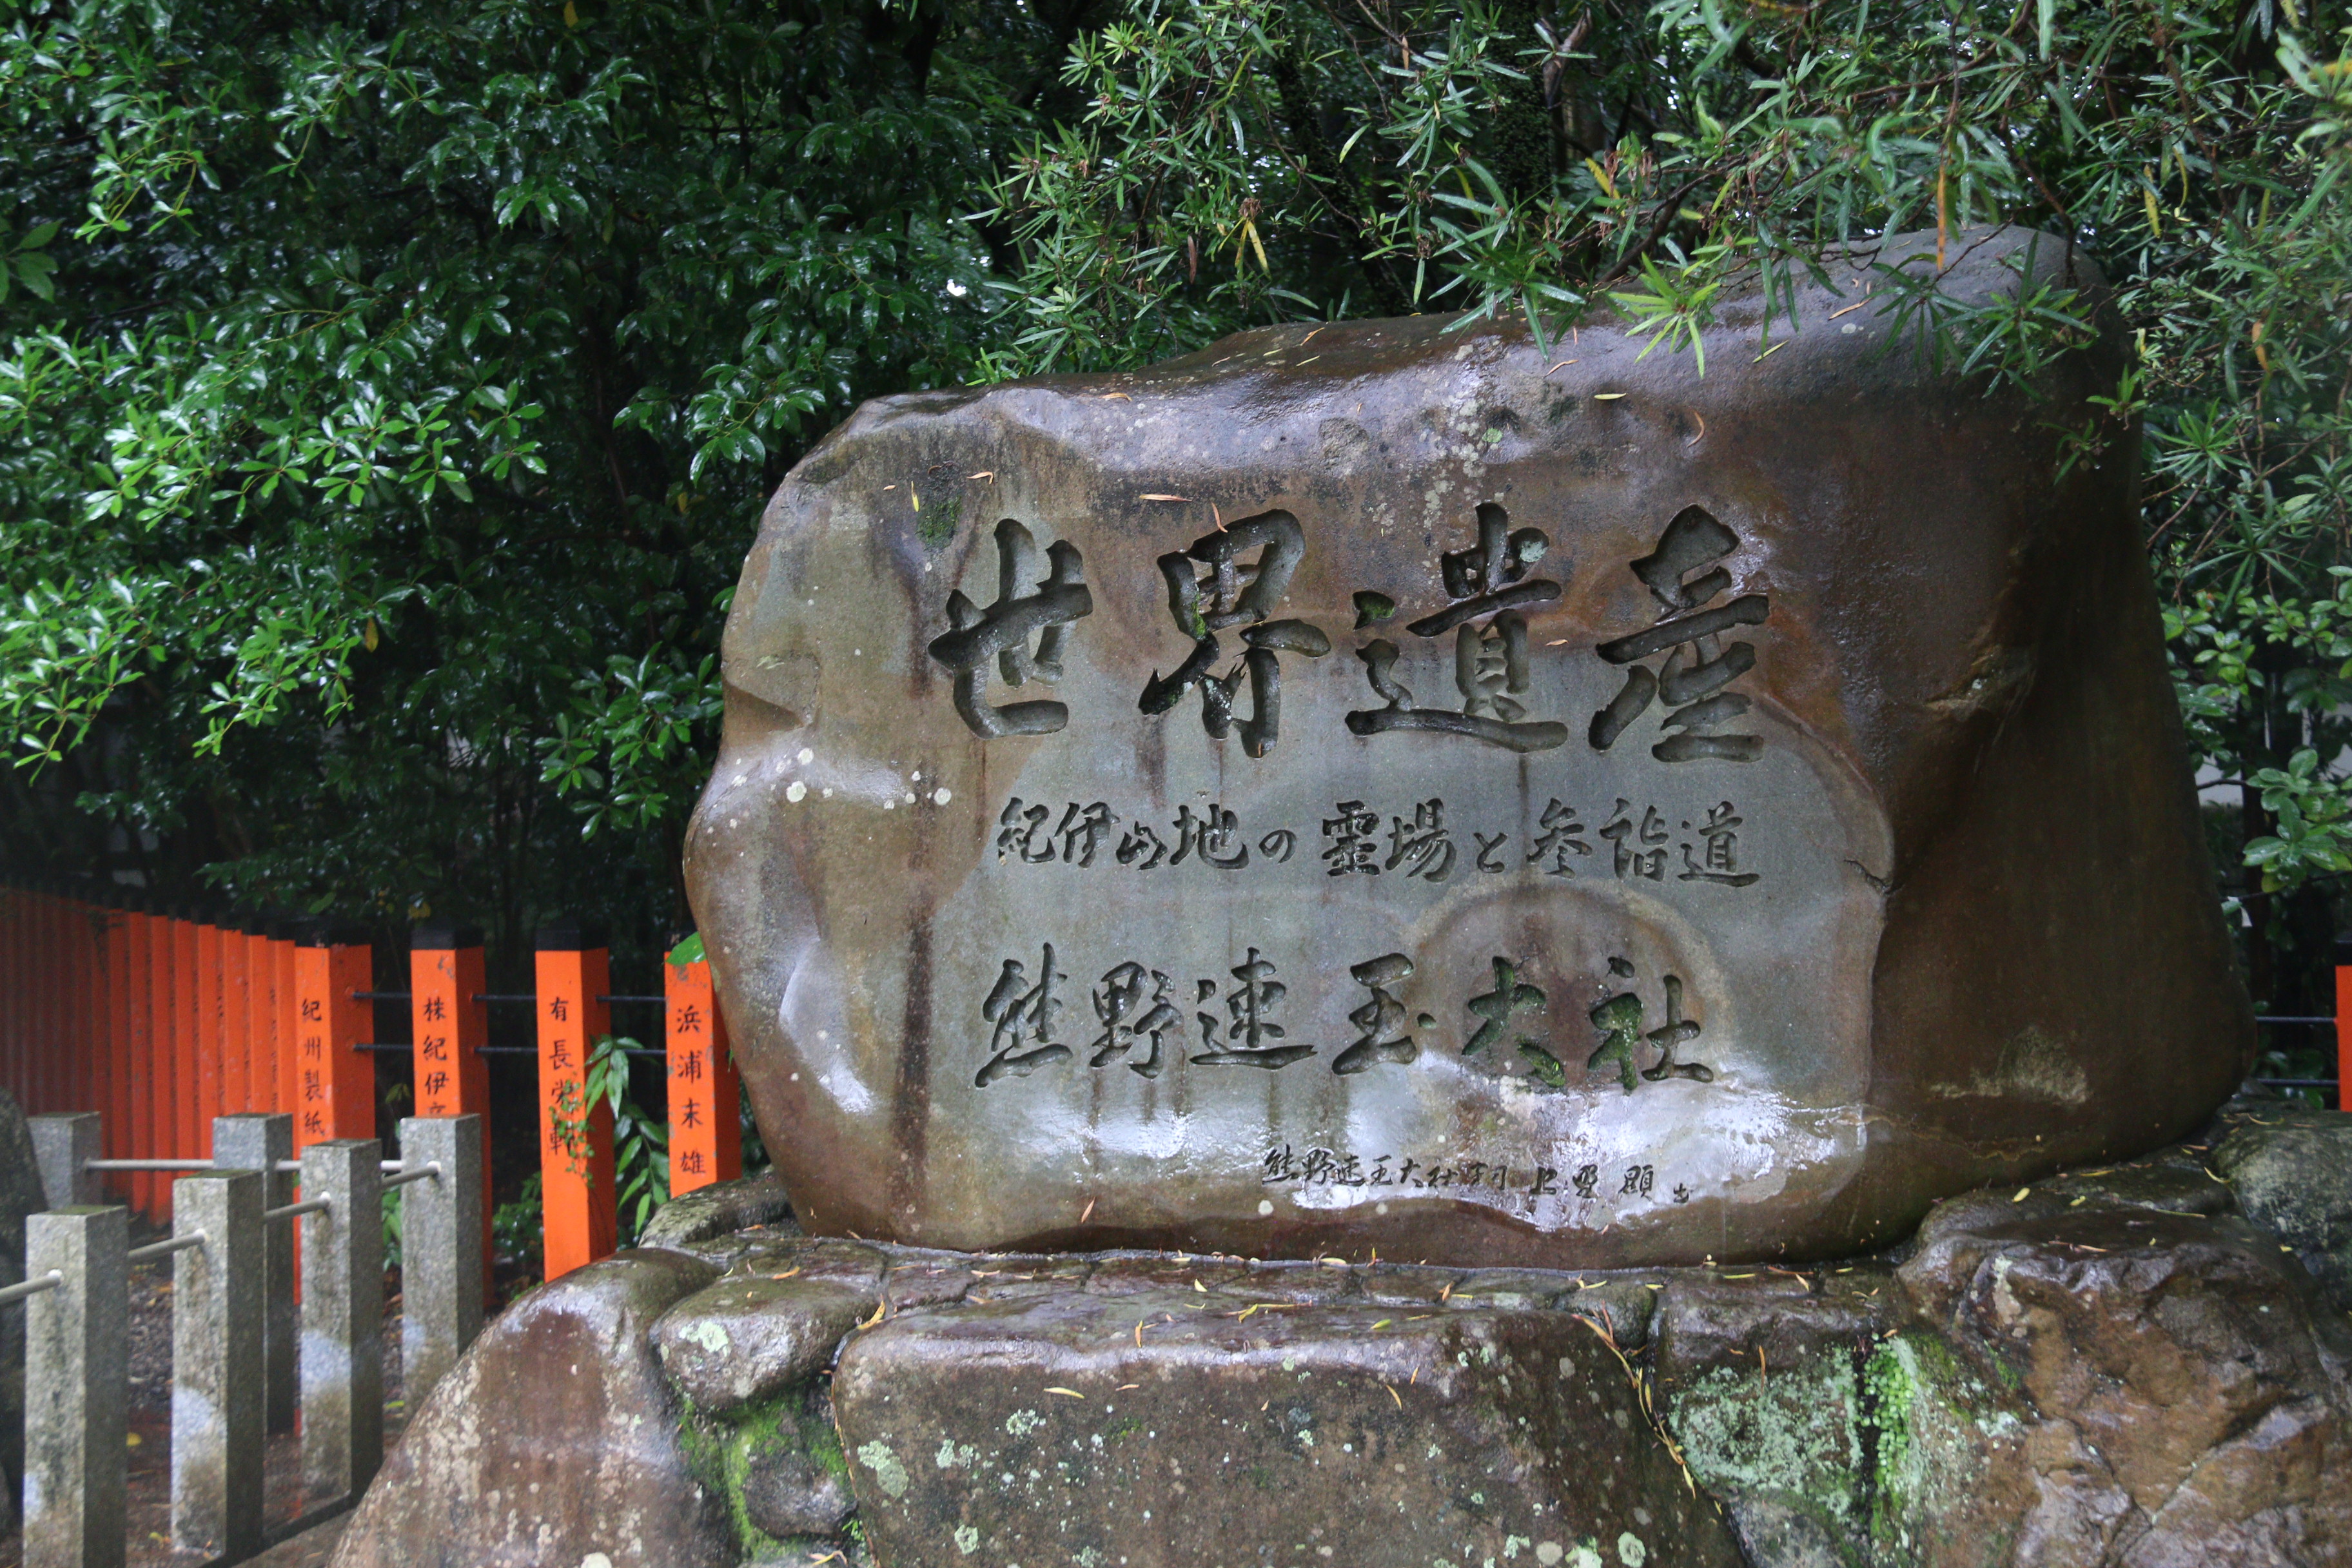 世界遺産
紀伊山地の霊場と参詣道
熊野速玉大社
熊野速玉大社宮司 上野 顯
紀州製紙
株紀伊
有長栄軒
浜浦末雄